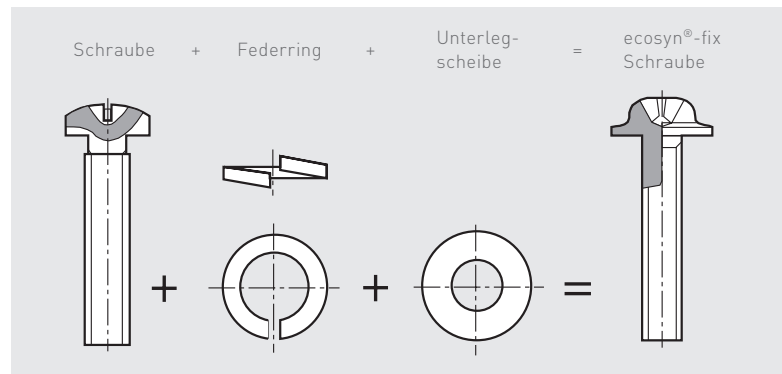 Schraube + Federring + Unterleg- = ecosyn®-fix
scheibe Schraube
+ + =